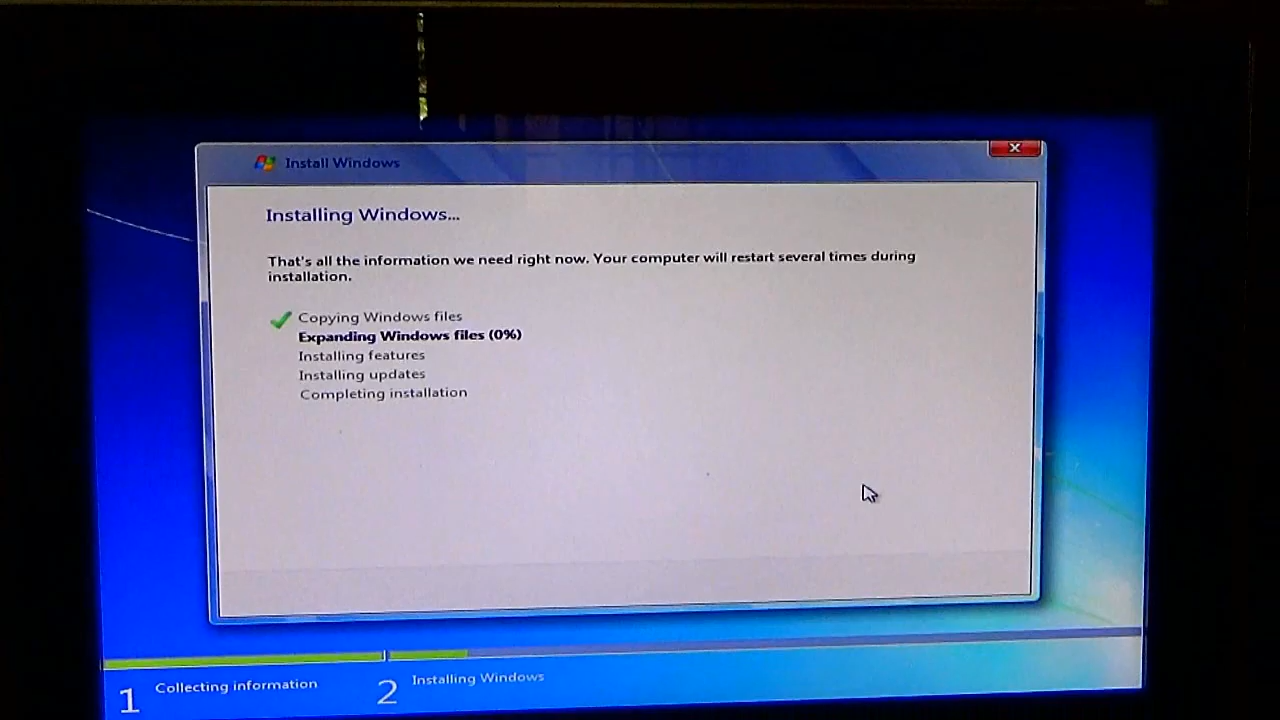 Install Windows
Installing Windows...
That's all the information we need right now. Your computer will restart several times during
installation.
Copying Windows files
Expanding Windows files (0%)
Installing features
Installing updates
Completing installation
1 Collecting information
2 Installing Windows